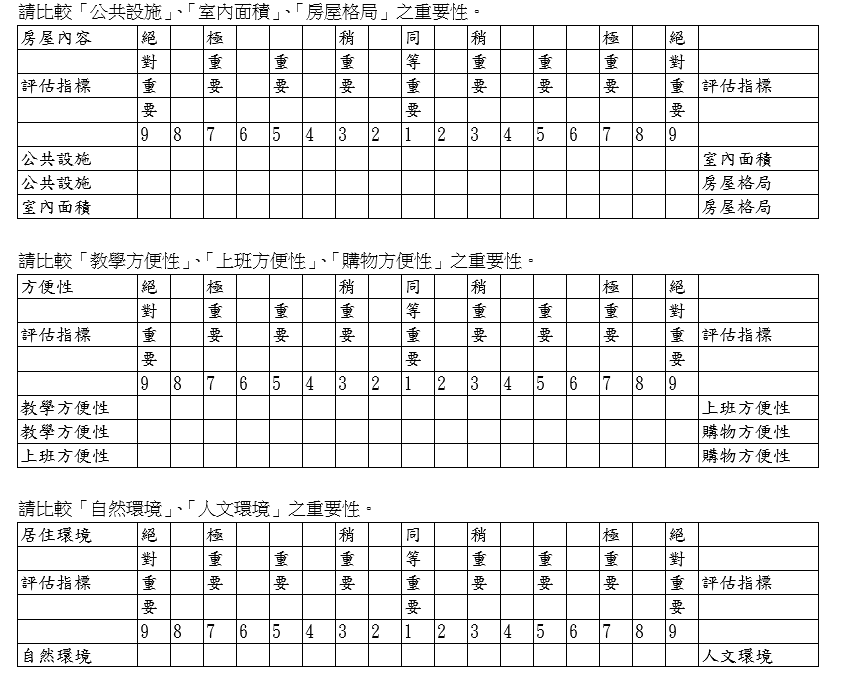 請比較「公共設施」、「室內面積」、「房屋格局」之重要性。
房屋內容 絕 極 稍 同 稍 極 絕
對 重 重 重 等 重 重 重 對
評估指標 重 要 要 要 重 要 要 要 重 評估指標
要 要 要
9 8 7 6 5 4 3 2 1 2 3 4 5 6 7 8 9
公共設施 室內面積
公共設施 房屋格局
室內面積 房屋格局
請比較「教學方便性」、「上班方便性」、「購物方便性」之重要性。
方便性 絕 極 稍 同 稍 極 絕
對 重 重 重 等 重 重 重 對
評估指標 重 要 要 要 重 要 要 要 重 評估指標
要 要 要
9 8 7 6 5 4 3 2 1 2 3 4 5 6 7 8 9
教學方便性 上班方便性
教學方便性 購物方便性
上班方便性 購物方便性
請比較「自然環境」、「人文環境」之重要性。
居住環境 絕 極 稍 同 稍 極 絕
對 重 重 重 等 重 重 重 對
評估指標 重 要 要 要 重 要 要 要 重 評估指標
要 要 要
9 8 7 6 5 4 3 2 1 2 3 4 5 6 7 8 9
自然環境 人文環境